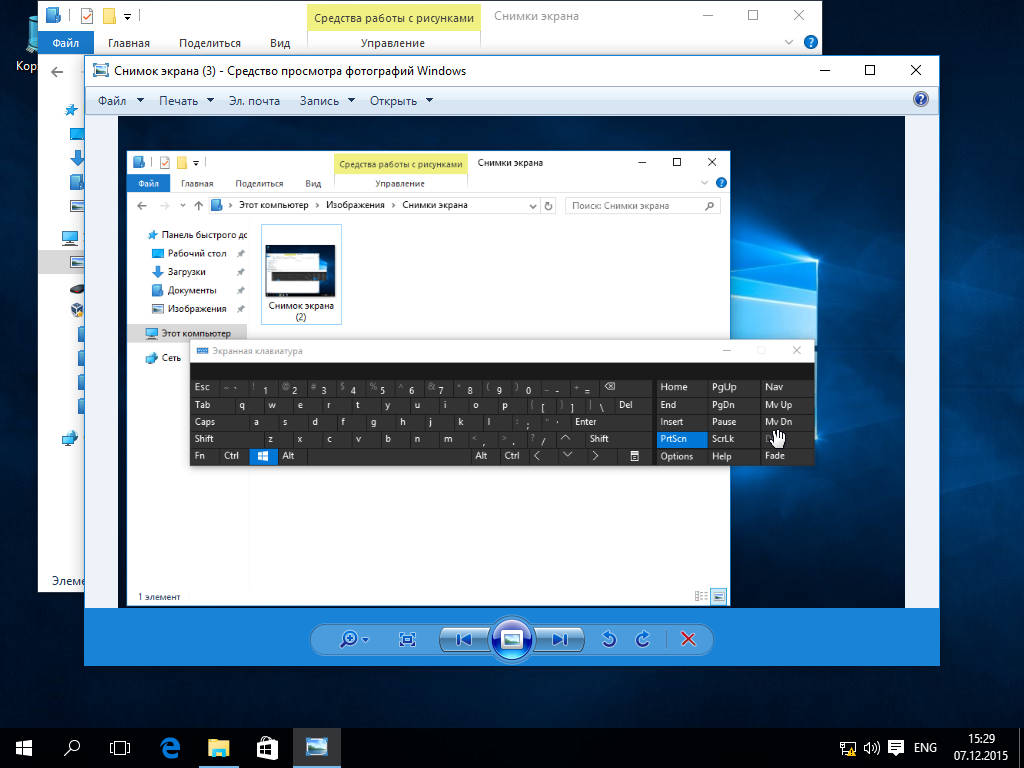 Средства работы с рисунками
Снимки экрана
Файл
Главная
Поделиться
Вид
Управление
Снимок экрана (3) - Средство просмотра фотографий Windows
Файл
Печать
Эл. почта
Запись
Открыть
Средства работы с рисунками
Снимки экрана
Файл
Главная
Поделиться
Вид
Управление
Этот компьютер
Изображения
Снимки экрана
Поиск: Снимки экрана
Панель быстрого до
Рабочий стол
Загрузки
Документы
Изображения
Этот компьютер
Сеть
Снимок экрана
(2)
Экранная клавиатура
Esc ~ ` ! 1 @ 2 # 3 $ 4 % 5 ^ 6 & 7 * 8 ( 9 ) 0 _ - + = Home PgUp Nav
Tab q w e r t y u i o p { [ } ] | \ Del End PgDn Mv Up
Caps a s d f g h j k l : ; " ' Enter Insert Pause Mv Dn
Shift z x c v b n m < , > . ? / Shift PrtScn ScrLk
Fn Ctrl Alt Alt Ctrl Options Help Fade
1 элемент
Элеме
Кор
ENG
15:29
07.12.2015